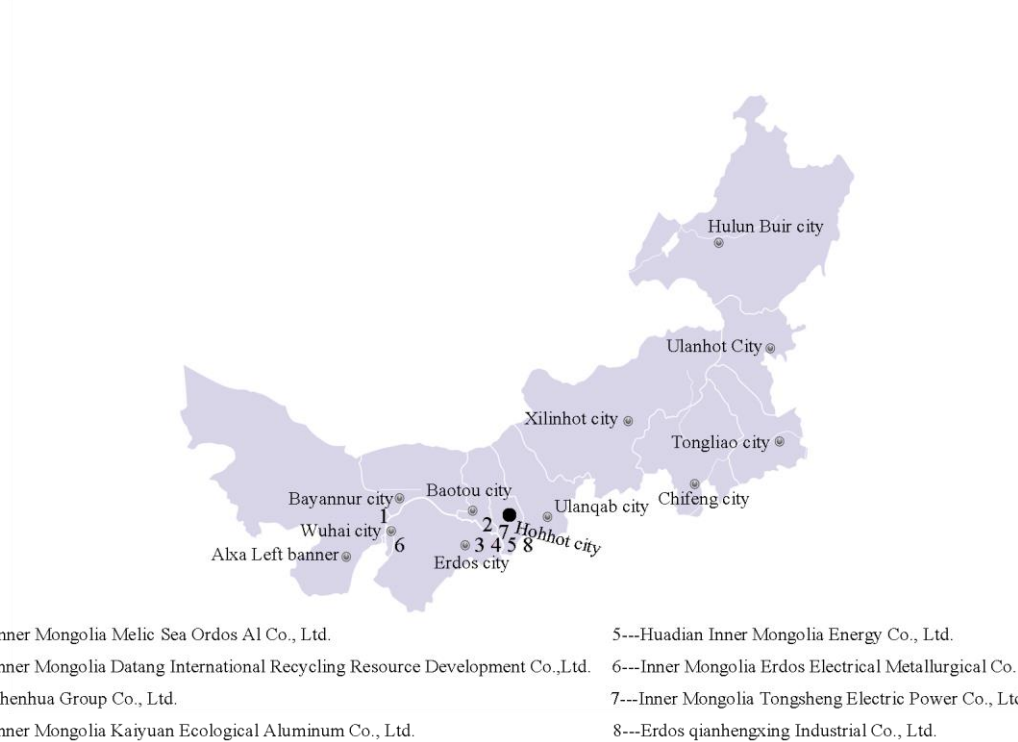 Hulun Buir city
Ulanhot City
Xilinhot city
Tongliao city
Chifeng city
Bayannur city
Baotou city
Ulanqab city
1
Wuhai city
2
7
Hohhot city
6
3 4 5 8
Alxa Left banner
Erdos city
nner Mongolia Melic Sea Ordos Al Co., Ltd.
nner Mongolia Datang International Recycling Resource Development Co.,Ltd.
henhua Group Co., Ltd.
nner Mongolia Kaiyuan Ecological Aluminum Co., Ltd.
5---Huadian Inner Mongolia Energy Co., Ltd.
6---Inner Mongolia Erdos Electrical Metallurgical Co.
7---Inner Mongolia Tongsheng Electric Power Co., Ltd
8---Erdos qianhengxing Industrial Co., Ltd.